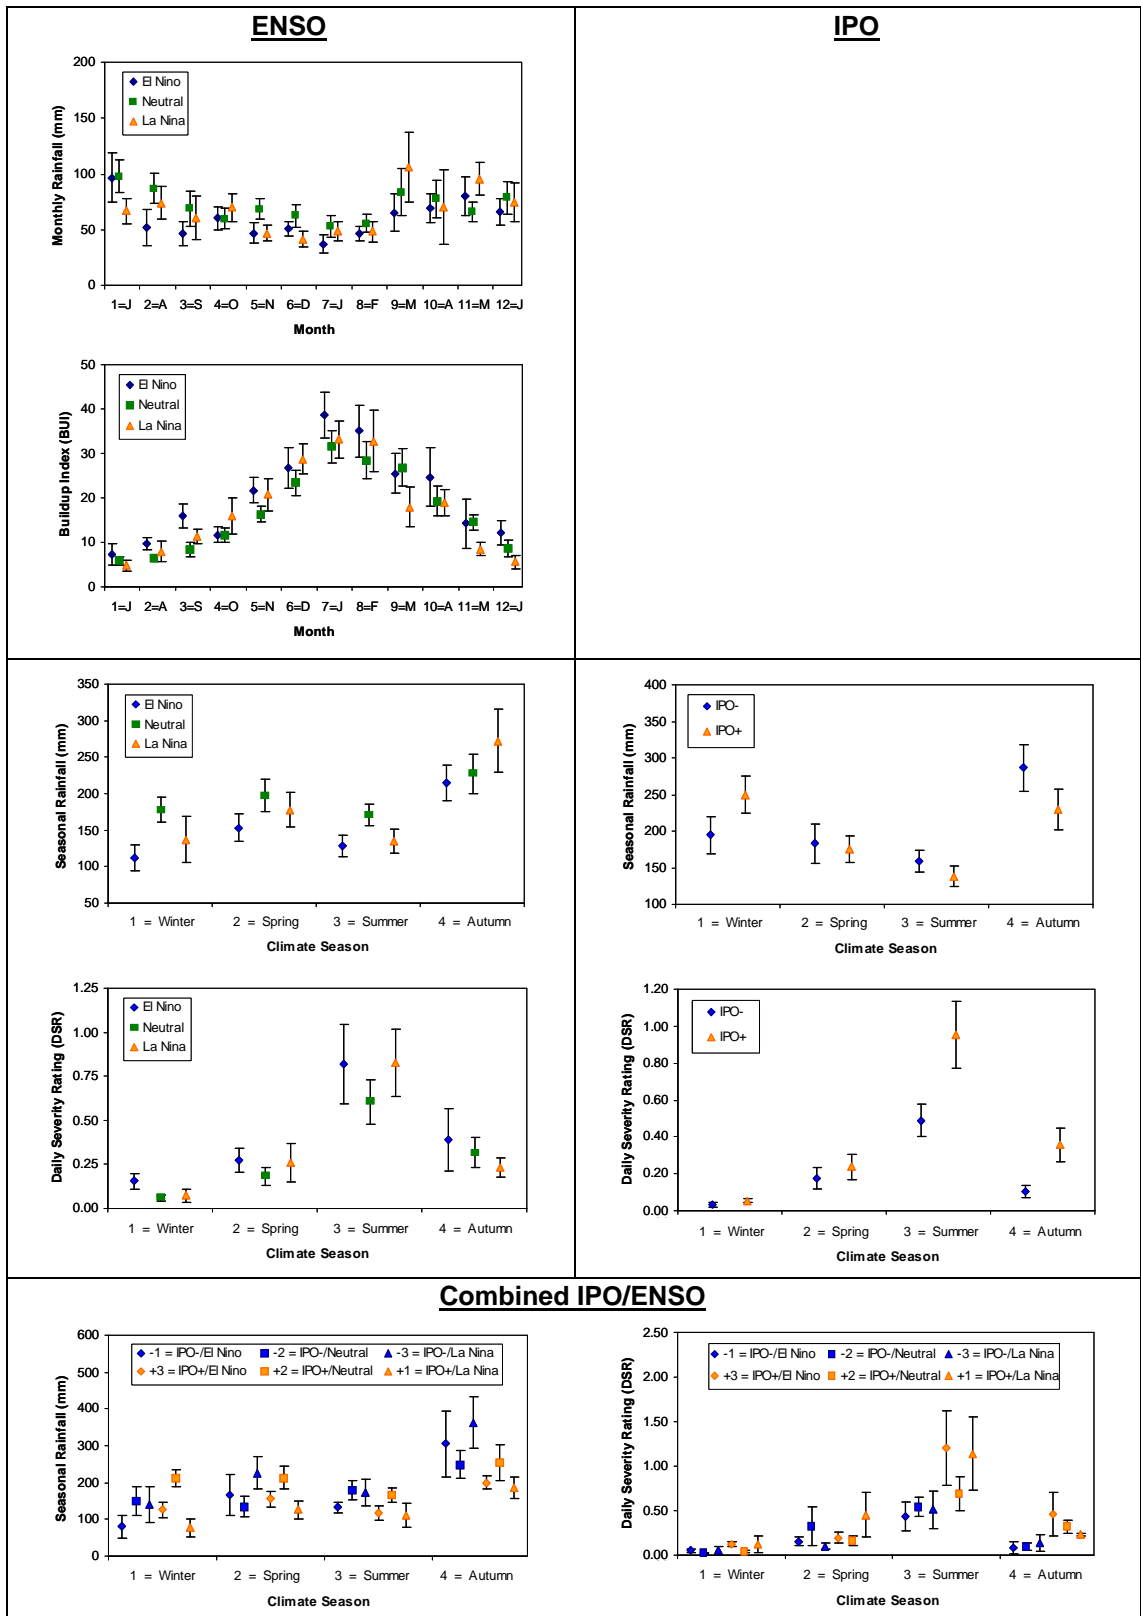 ENSO
IPO
200
150
100
50
0
Monthly Rainfall (mm)
El Nino
Neutral
La Nina
1=J 2=A 3=S 4=O 5=N 6=D 7=J 8=F 9=M 10=A 11=M 12=J
Month
50
40
30
20
10
0
Buildup Index (BUI)
El Nino
Neutral
La Nina
1=J 2=A 3=S 4=O 5=N 6=D 7=J 8=F 9=M 10=A 11=M 12=J
Month
350
300
250
200
150
100
50
Seasonal Rainfall (mm)
El Nino
Neutral
La Nina
1 = Winter 2 = Spring 3 = Summer 4 = Autumn
Climate Season
400
350
300
250
200
150
100
Seasonal Rainfall (mm)
IPO-
IPO+
1 = Winter 2 = Spring 3 = Summer 4 = Autumn
Climate Season
1.25
1.00
0.75
0.50
0.25
0.00
Daily Severity Rating (DSR)
El Nino
Neutral
La Nina
1 = Winter 2 = Spring 3 = Summer 4 = Autumn
Climate Season
1.20
1.00
0.80
0.60
0.40
0.20
0.00
Daily Severity Rating (DSR)
IPO-
IPO+
1 = Winter 2 = Spring 3 = Summer 4 = Autumn
Climate Season
Combined IPO/ENSO
600
500
400
300
200
100
0
Seasonal Rainfall (mm)
-1 = IPO-/El Nino -2 = IPO-/Neutral -3 = IPO-/La Nina
+3 = IPO+/El Nino +2 = IPO+/Neutral +1 = IPO+/La Nina
1 = Winter 2 = Spring 3 = Summer 4 = Autumn
Climate Season
2.50
2.00
1.50
1.00
0.50
0.00
Daily Severity Rating (DSR)
-1 = IPO-/El Nino -2 = IPO-/Neutral -3 = IPO-/La Nina
+3 = IPO+/El Nino +2 = IPO+/Neutral +1 = IPO+/La Nina
1 = Winter 2 = Spring 3 = Summer 4 = Autumn
Climate Season